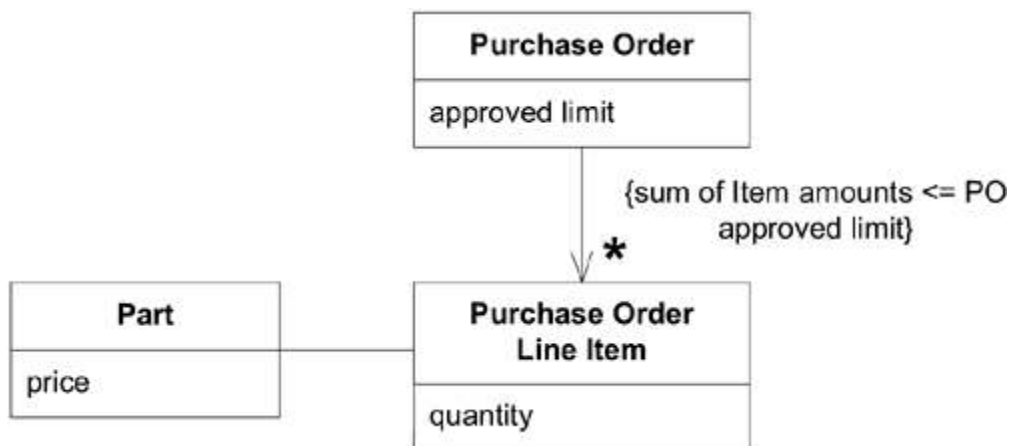 Purchase Order
approved limit
{sum of Item amounts <= PO
approved limit}
*
Part
price
Purchase Order
Line Item
quantity